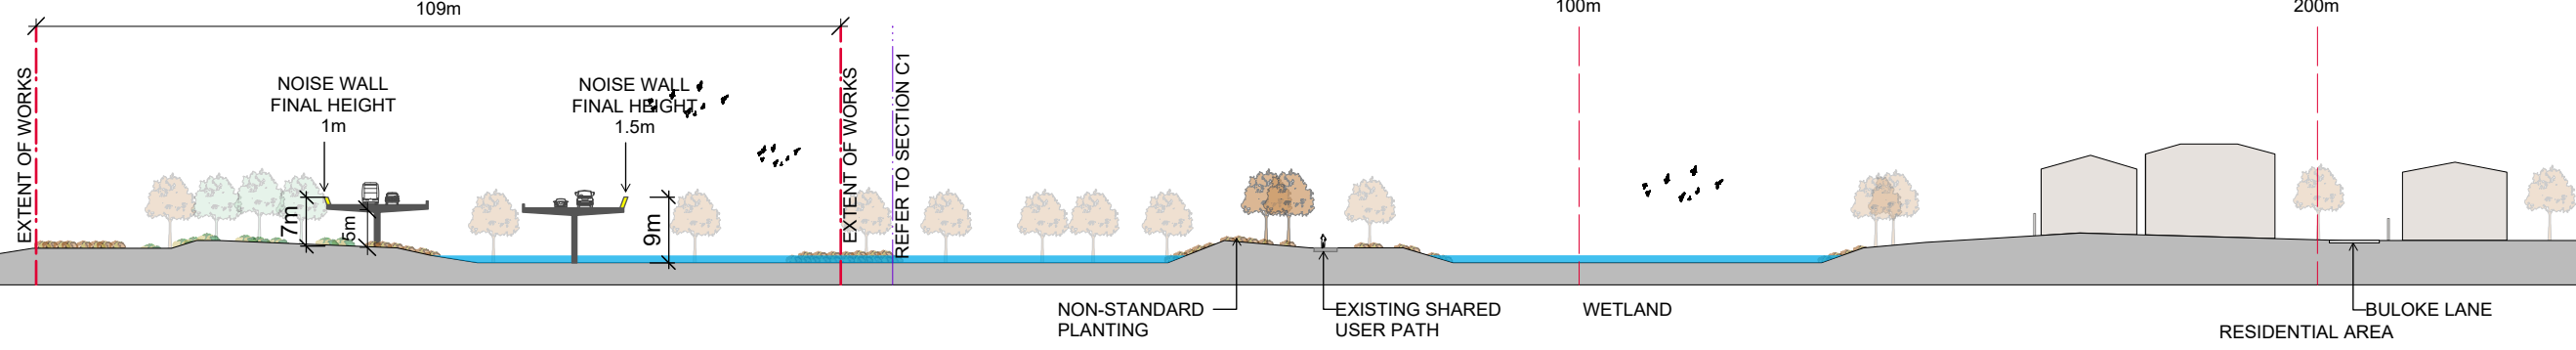 109m
100m
200m
EXTENT OF WORKS
NOISE WALL
FINAL HEIGHT
1m
NOISE WALL
FINAL HEIGHT
1.5m
EXTENT OF WORKS
REFER TO SECTION C1
7m
5m
9m
NON-STANDARD
PLANTING
EXISTING SHARED
USER PATH
WETLAND
BULOKE LANE
RESIDENTIAL AREA